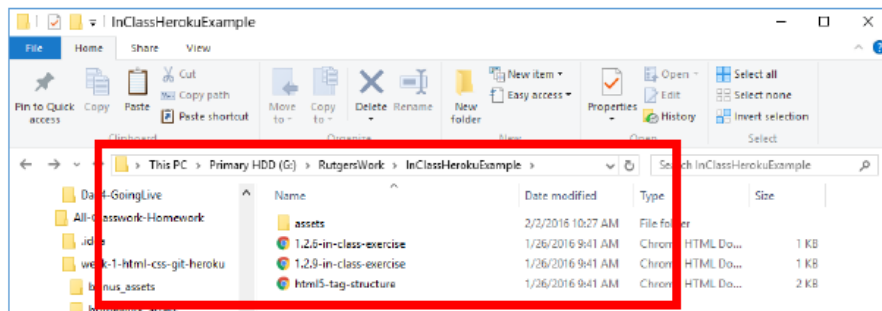 InClassHerokuExample
File Home Share View
Pin to Quick access
Copy
Paste
Cut
Copy path
Paste shortcut
Clipboard
Move to
Copy to
Delete
Rename
Organize
New folder
New item
Easy access
New
Properties
Open
Edit
History
Open
Select all
Select none
Invert selection
Select
This PC > Primary HDD (G:) > RutgersWork > InClassHerokuExample >
Search InClassHerokuExample
Name Date modified Type Size
assets 2/2/2016 10:27 AM File folder
1.2.6-in-class-exercise 1/26/2016 9:41 AM Chrome HTML Do... 1 KB
1.2.9-in-class-exercise 1/26/2016 9:41 AM Chrome HTML Do... 1 KB
html5-tag-structure 1/26/2016 9:41 AM Chrome HTML Do... 2 KB
Day4-GoingLive
All-Classwork-Homework
.idea
week-1-html-css-git-heroku
bonus_assets